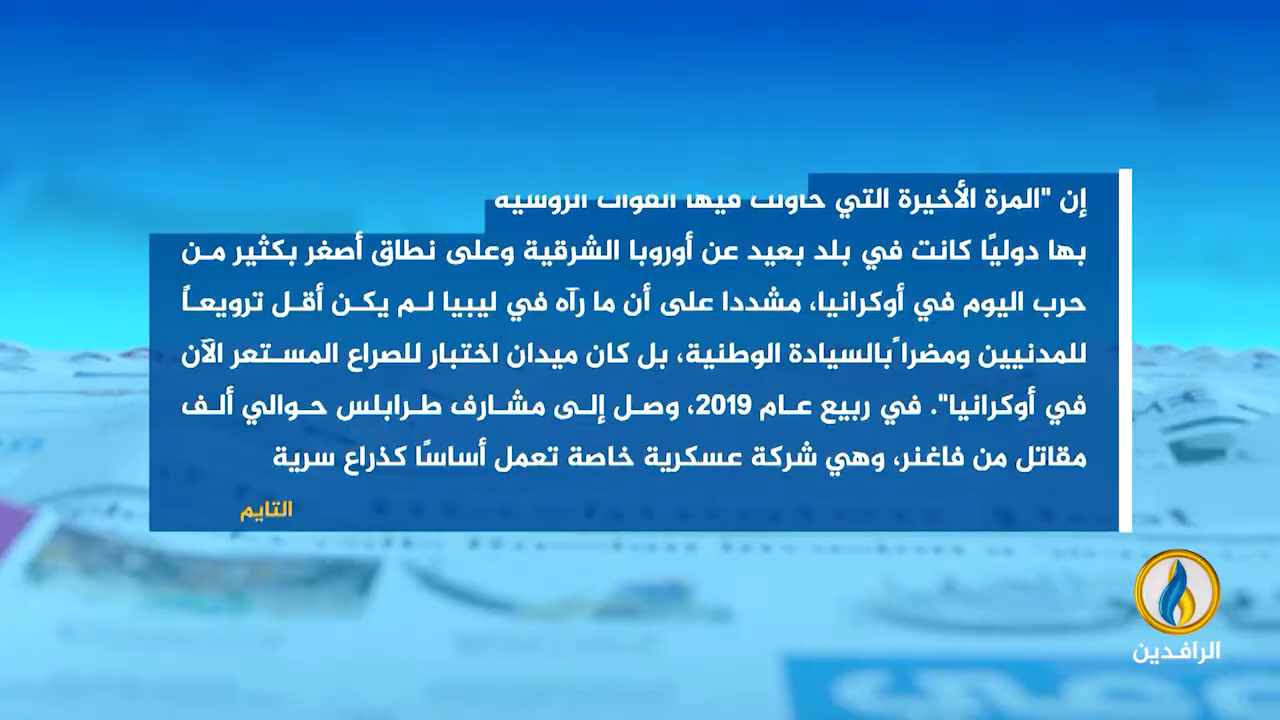 إن "المرة الأخيرة التي حاولت فيها القوات الروسية
بها دوليًا كانت في بلد بعيد عن أوروبا الشرقية وعلى نطاق أصغر بكثير من
حرب اليوم في أوكرانيا، مشددا على أن ما رآه في ليبيا لم يكن أقل ترويعاً
للمدنيين ومضراً بالسيادة الوطنية، بل كان ميدان اختبار للصراع المستعر الآن
في أوكرانيا". في ربيع عام 2019، وصل إلى مشارف طرابلس حوالي ألف
مقاتل من فاغنر، وهي شركة عسكرية خاصة تعمل أساسًا كذراع سرية
التايم
الرافدين